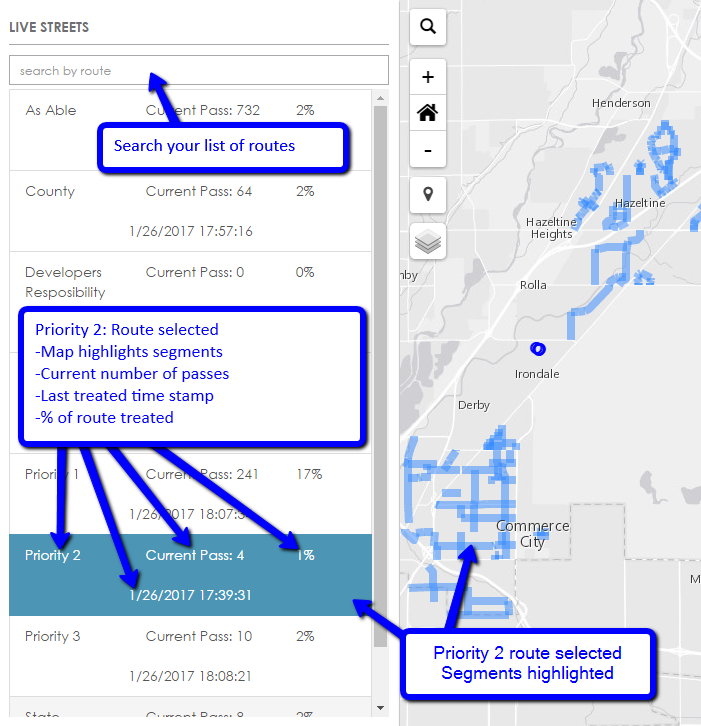 LIVE STREETS
search by route
As Able Current Pass: 732 2%
Search your list of routes
County Current Pass: 64 2%
1/26/2017 17:57:16
Developers Current Pass: 0 0%
Resposibility
Priority 2: Route selected
-Map highlights segments
-Current number of passes
-Last treated time stamp
-% of route treated
Priority 1 Current Pass: 241 17%
1/26/2017 18:07:3
Priority 2 Current Pass: 4 1%
1/26/2017 17:39:31
Priority 3 Current Pass: 10 2%
1/26/2017 18:08:21
State Current Pass: 8 2%
+
-
Henderson
Hazeltine
Hazeltine
Heights
nby
Rolla
Irondale
Derby
Commerce
City
M
Priority 2 route selected
Segments highlighted